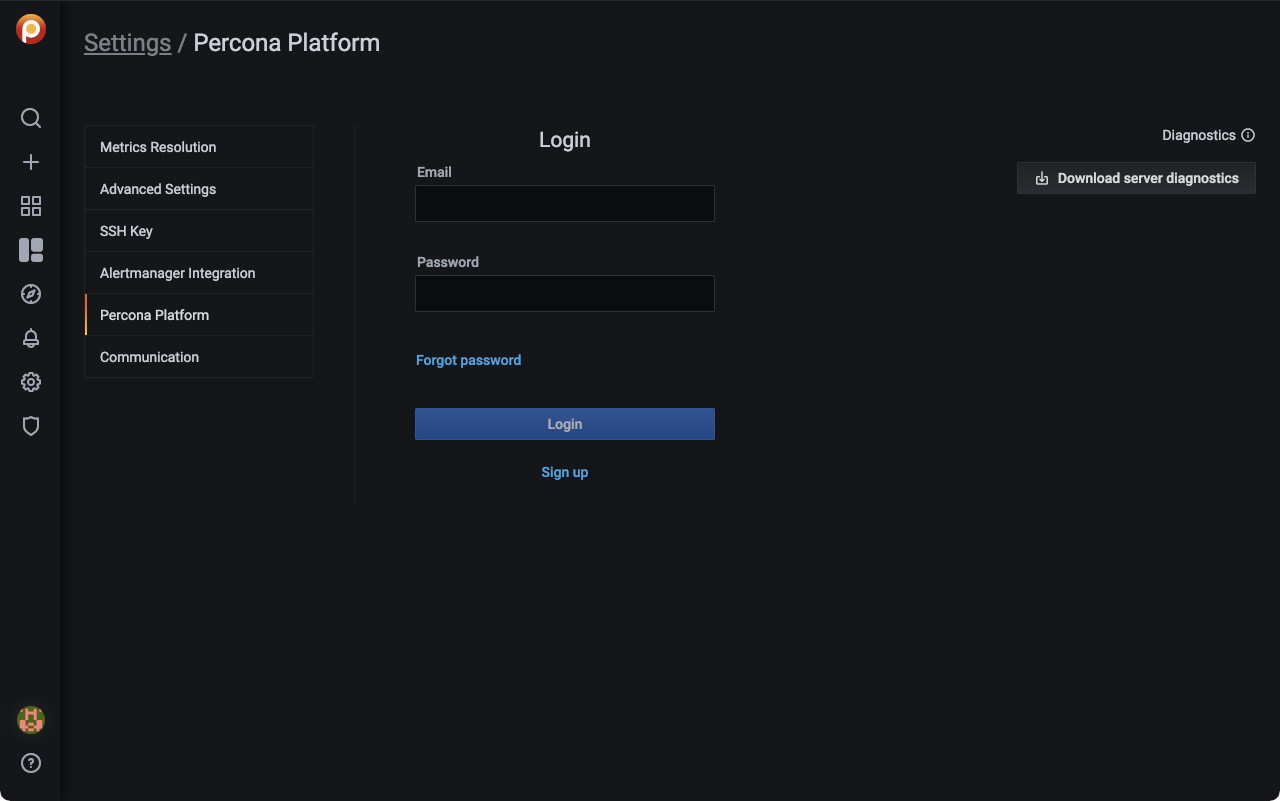 Settings / Percona Platform
Metrics Resolution
Advanced Settings
SSH Key
Alertmanager Integration
Percona Platform
Communication
Login
Email
Password
Forgot password
Login
Sign up
Diagnostics
Download server diagnostics